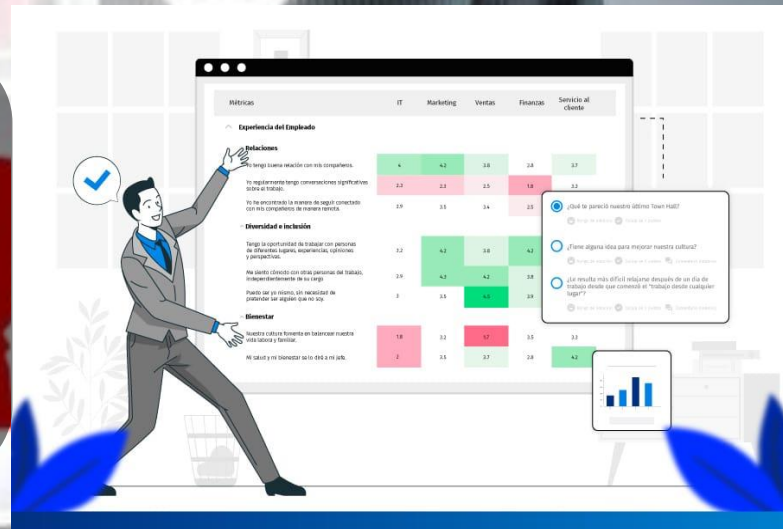 Métricas IT Marketing Ventas Finanzas Servicio al
cliente
Experiencia del Empleado
Relaciones
Yo tengo buena relación con mis compañeros. 4 4.2 3.8 2.8 3.7
Yo regularmente tengo conversaciones significativas
sobre el trabajo. 2.3 2.5 1.8 3.3
Yo he encontrado la manera de seguir conectado
con mis compañeros de manera remota. 2.9 3.5 3.4 2.5
Diversidad e inclusión
Tengo la oportunidad de trabajar con personas
de diferentes lugares, experiencias, opiniones
y perspectivas. 3.2 4.2 3.8 4.2
Me siento cómodo con otras personas del trabajo,
independientemente de su cargo 2.9 4.3 4.2 3.8
Puedo ser yo mismo, sin necesidad de
pretender ser alguien que no soy. 3 3.5 3.9
Bienestar
Nuestra cultura fomenta en balancear nuestra
vida labora y familiar. 1.8 3.2 1.7 3.5 3.3
Mi salud y mi bienestar se lo diré a mi jefe. 2 3.5 3.7 2.8 4.2
¿Qué te pareció nuestro último Town Hall?
¿Tiene alguna idea para mejorar nuestra cultura?
¿Le resulta más difícil relajarse después de un día de
trabajo desde que comenzó el "trabajo desde cualquier
lugar"?